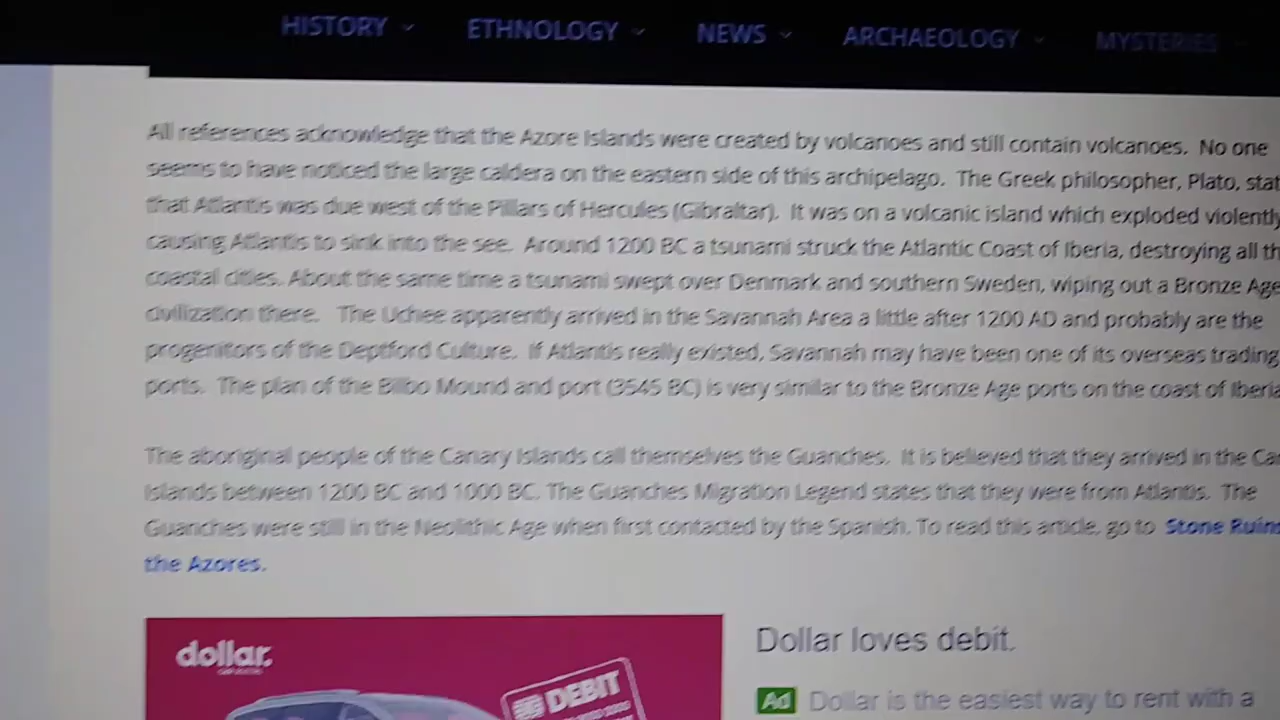 HISTORY ETHNOLOGY NEWS ARCHAEOLOGY MYSTERIES
All references acknowledge that the Azore Islands were created by volcanoes and still contain volcanoes. No one
seems to have noticed the large caldera on the eastern side of this archipelago. The Greek philosopher, Plato, stat
that Atlantis was due west of the Pillars of Hercules (Gibraltar). It was on a volcanic island which exploded violently
causing Atlantis to sink into the see. Around 1200 BC a tsunami struck the Atlantic Coast of Iberia, destroying all th
coastal cities. About the same time a tsunami swept over Denmark and southern Sweden, wiping out a Bronze Age
civilization there. The Uchee apparently arrived in the Savannah Area a little after 1200 AD and probably are the
progenitors of the Deptford Culture. If Atlantis really existed, Savannah may have been one of its overseas trading
ports. The plan of the Bilbo Mound and port (3545 BC) is very similar to the Bronze Age ports on the coast of Iberia
The aboriginal people of the Canary Islands call themselves the Guanches. It is believed that they arrived in the Ca
Islands between 1200 BC and 1000 BC. The Guanches Migration Legend states that they were from Atlantis. The
Guanches were still in the Neolithic Age when first contacted by the Spanish. To read this article, go to Stone Ruins
the Azores.
dollar.
DEBIT
Dollar loves debit.
Ad Dollar is the easiest way to rent with a